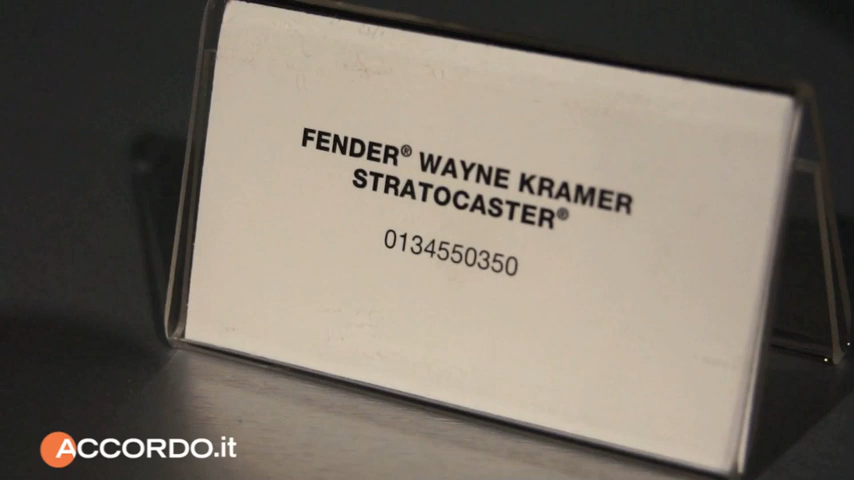 FENDER® WAYNE KRAMER
STRATOCASTER®
0134550350
ACCORDO.it